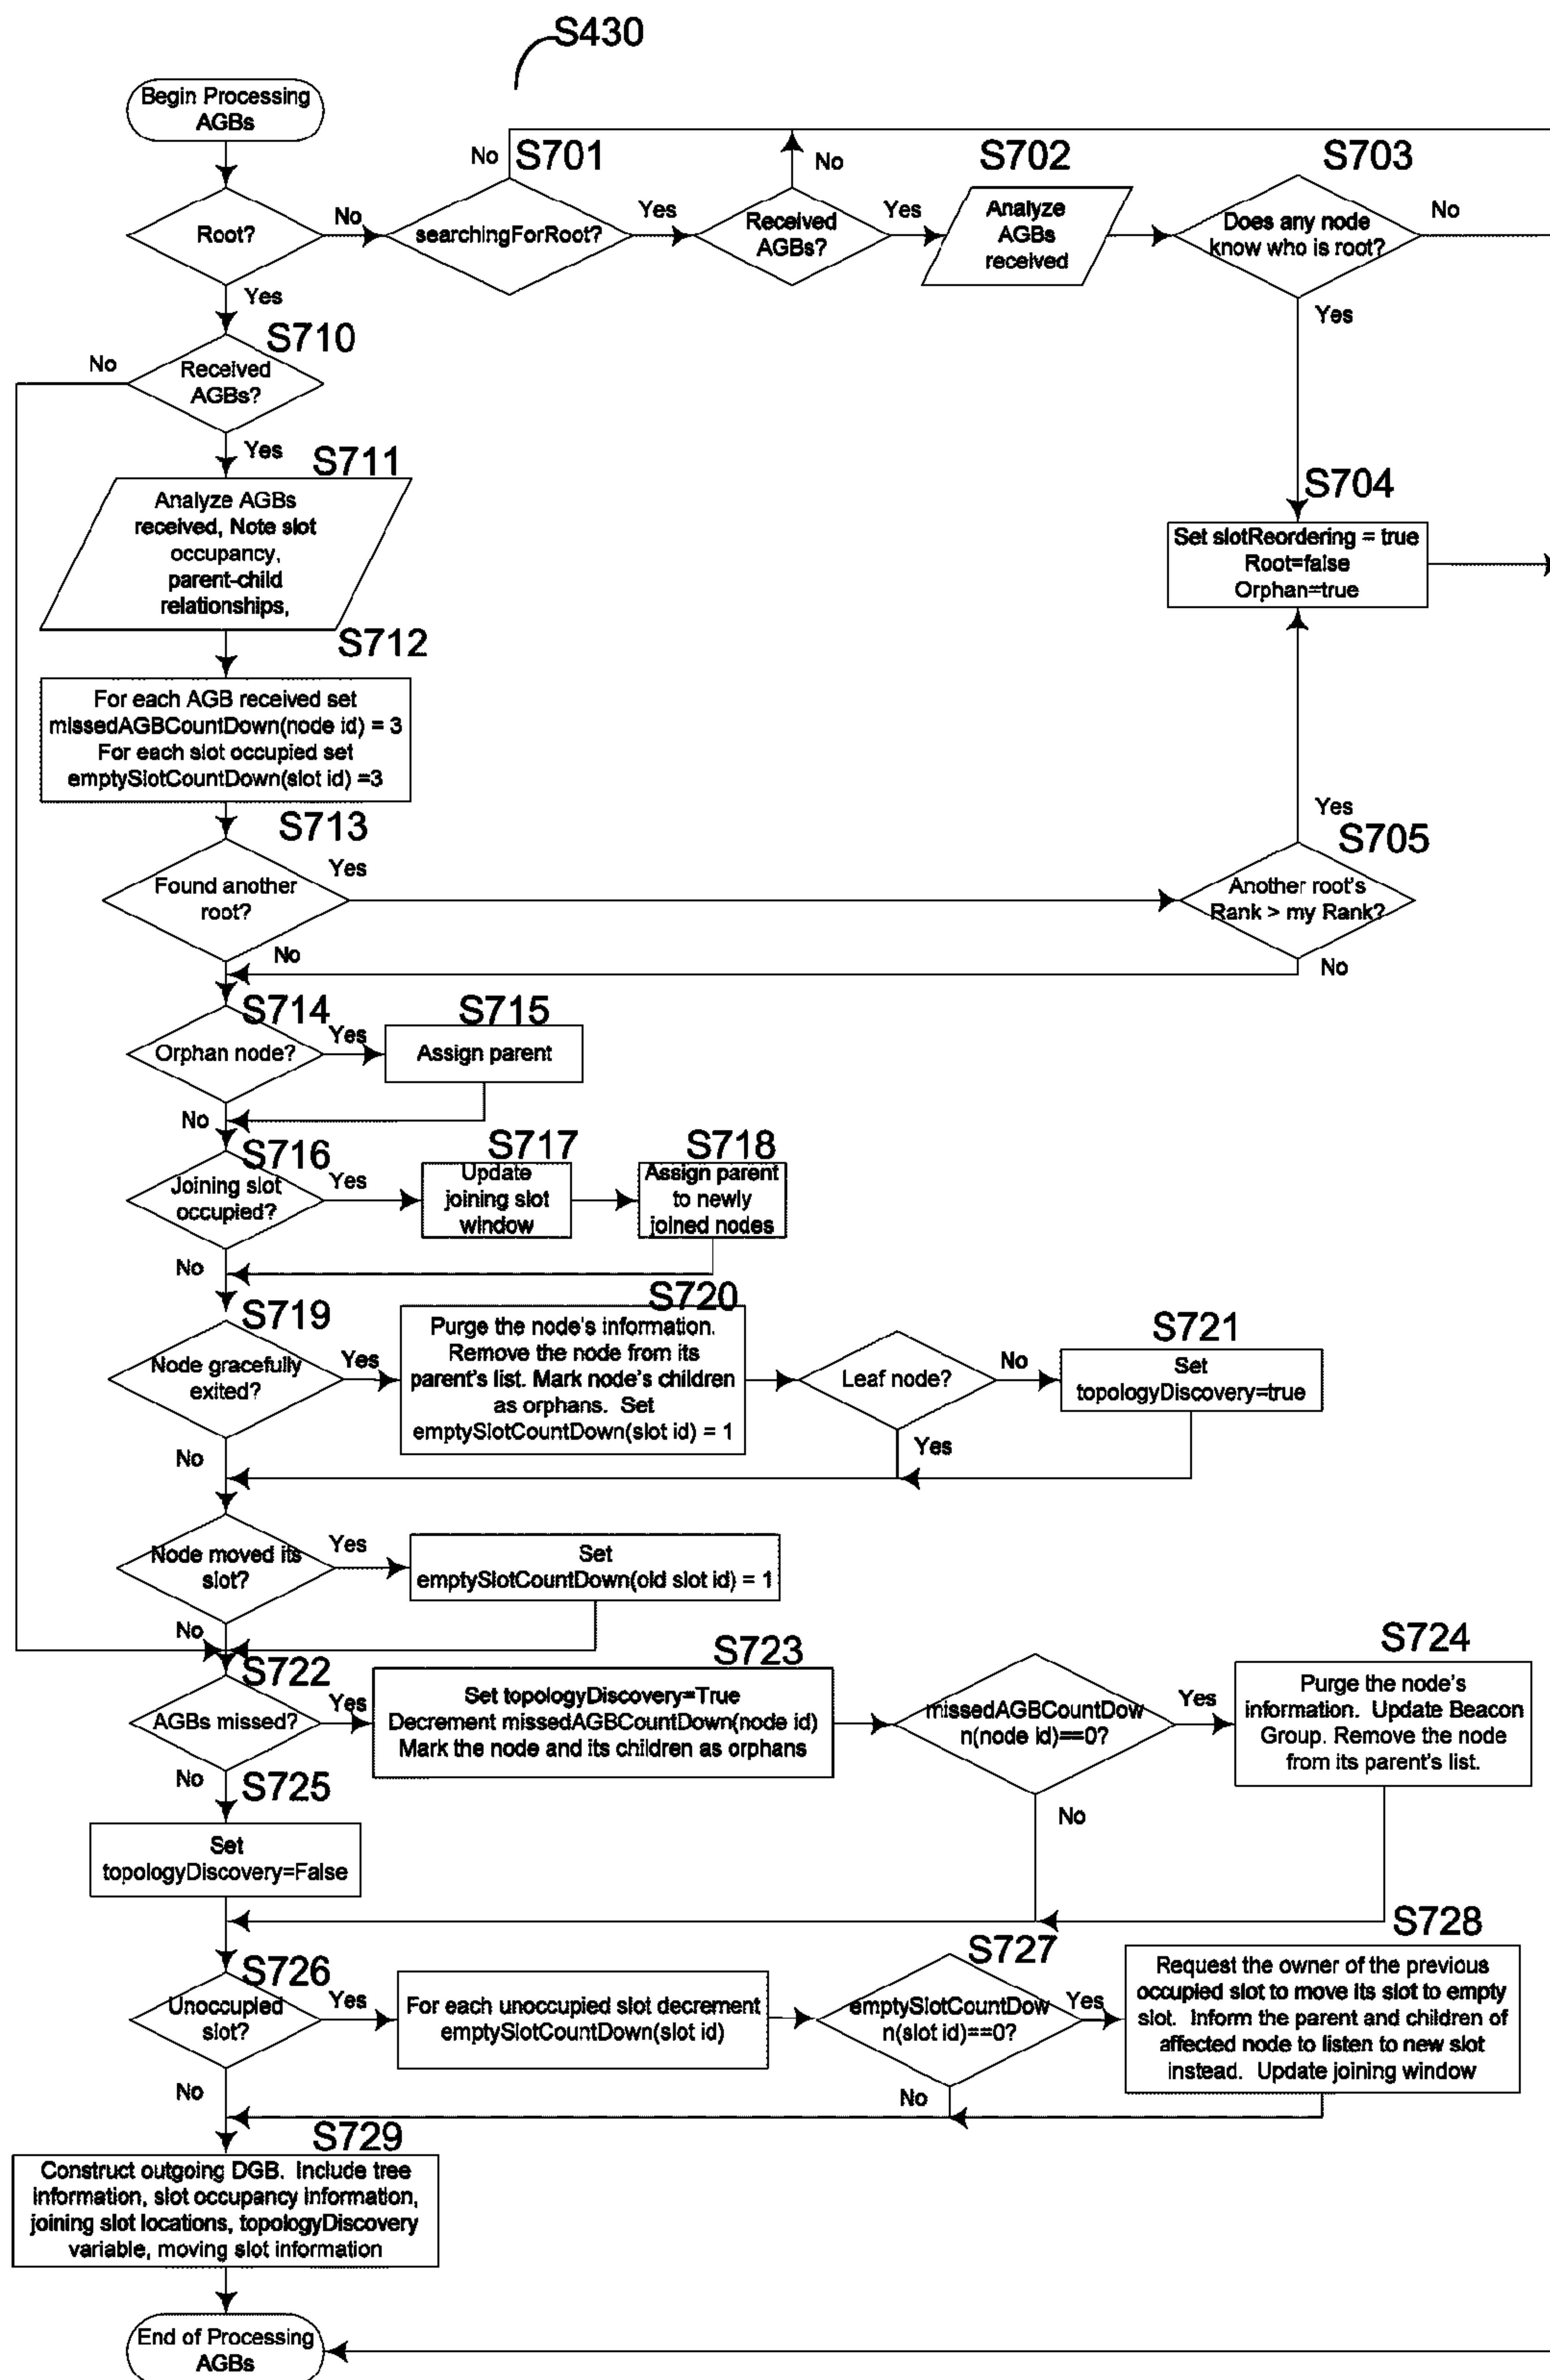 S430
Begin Processing
AGBs
No
S701
No
S702
S703
Root?
No
searchingForRoot?
Yes
Received
AGBs?
Yes
Analyze
AGBs
received
Does any node
know who is root?
No
Yes
Yes
S710
No
Received
AGBs?
Yes
S711
Analyze AGBs
received, Note slot
occupancy,
parent-child
relationships,
S704
Set slotReordering = true
Root=false
Orphan=true
S712
For each AGB received set
missedAGBCountDown(node id) = 3
For each slot occupied set
emptySlotCountDown(slot id) =3
S713
Yes
Found another
root?
Yes
S705
Another root's
Rank > my Rank?
No
No
S714
Orphan node?
Yes
S715
Assign parent
No
S716
Joining slot
occupied?
Yes
S717
Update
joining slot
window
S718
Assign parent
to newly
joined nodes
No
S719
Node gracefully
exited?
Yes
S720
Purge the node's information.
Remove the node from its
parent's list. Mark node's children
as orphans. Set
emptySlotCountDown(slot id) = 1
Leaf node?
No
S721
Set
topologyDiscovery=true
Yes
No
Node moved its
slot?
Yes
Set
emptySlotCountDown(old slot id) = 1
No
S722
AGBs missed?
Yes
S723
Set topologyDiscovery=True
Decrement missedAGBCountDown(node id)
Mark the node and its children as orphans
missedAGBCountDow
n(node id)==0?
Yes
S724
Purge the node's
information. Update Beacon
Group. Remove the node
from its parent's list.
No
No
S725
Set
topologyDiscovery=False
S726
Unoccupied
slot?
Yes
For each unoccupied slot decrement
emptySlotCountDown(slot id)
S727
emptySlotCountDow
n(slot id)==0?
Yes
S728
Request the owner of the previous
occupied slot to move its slot to empty
slot. Inform the parent and children of
affected node to listen to new slot
instead. Update joining window
No
No
S729
Construct outgoing DGB. Include tree
information, slot occupancy information,
joining slot locations, topologyDiscovery
variable, moving slot information
End of Processing
AGBs